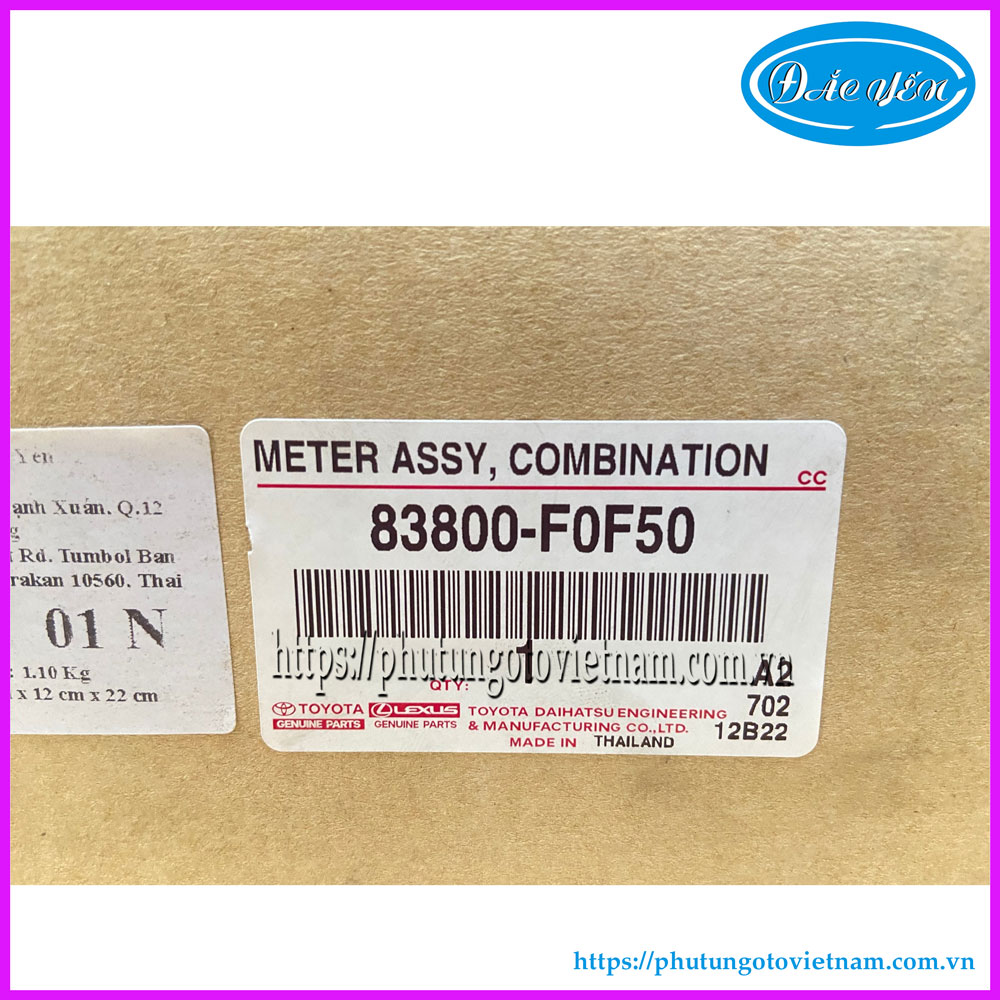 ĐẮC YẾN
Yến
ạnh Xuân, Q.12
g
Rd. Tumbol Ban
rakan 10560. Thai
01 N
: 1.10 Kg
x 12 cm x 22 cm
METER ASSY, COMBINATION
CC
83800-F0F50
https://phutungotovietnam.com.vn
QTY: 1
A2
702
12B22
TOYOTA
GENUINE PARTS
LEXUS
GENUINE PARTS
TOYOTA DAIHATSU ENGINEERING
& MANUFACTURING CO.,LTD.
MADE IN THAILAND
https://phutungotovietnam.com.vn